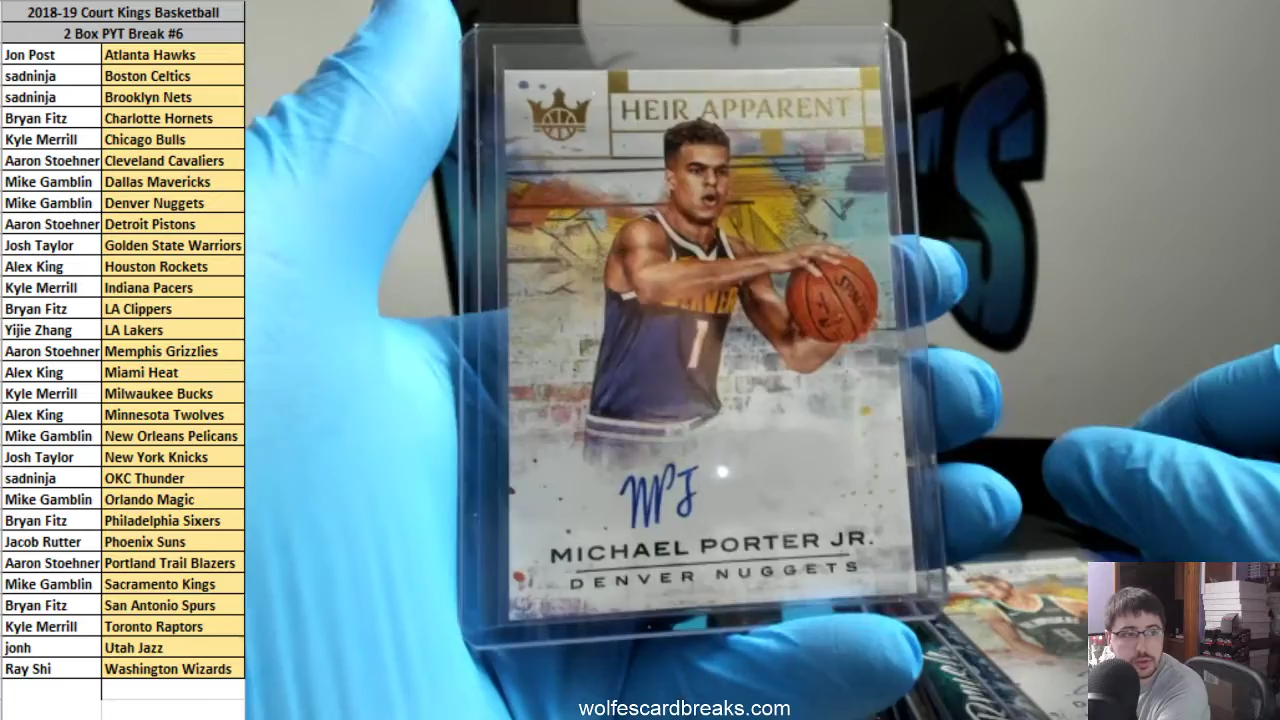 2018-19 Court Kings Basketball
2 Box PYT Break #6
Jon Post Atlanta Hawks
sadninja Boston Celtics
sadninja Brooklyn Nets
Bryan Fitz Charlotte Hornets
Kyle Merrill Chicago Bulls
Aaron Stoehner Cleveland Cavaliers
Mike Gamblin Dallas Mavericks
Mike Gamblin Denver Nuggets
Aaron Stoehner Detroit Pistons
Josh Taylor Golden State Warriors
Alex King Houston Rockets
Kyle Merrill Indiana Pacers
Bryan Fitz LA Clippers
Yijie Zhang LA Lakers
Aaron Stoehner Memphis Grizzlies
Alex King Miami Heat
Kyle Merrill Milwaukee Bucks
Alex King Minnesota Twolves
Mike Gamblin New Orleans Pelicans
Josh Taylor New York Knicks
sadninja OKC Thunder
Mike Gamblin Orlando Magic
Bryan Fitz Philadelphia Sixers
Jacob Rutter Phoenix Suns
Aaron Stoehner Portland Trail Blazers
Mike Gamblin Sacramento Kings
Bryan Fitz San Antonio Spurs
Kyle Merrill Toronto Raptors
jonh Utah Jazz
Ray Shi Washington Wizards
HEIR APPARENT
SPALDING
DENVER
1
MPJ
MICHAEL PORTER JR.
DENVER NUGGETS
wolfescardbreaks.com